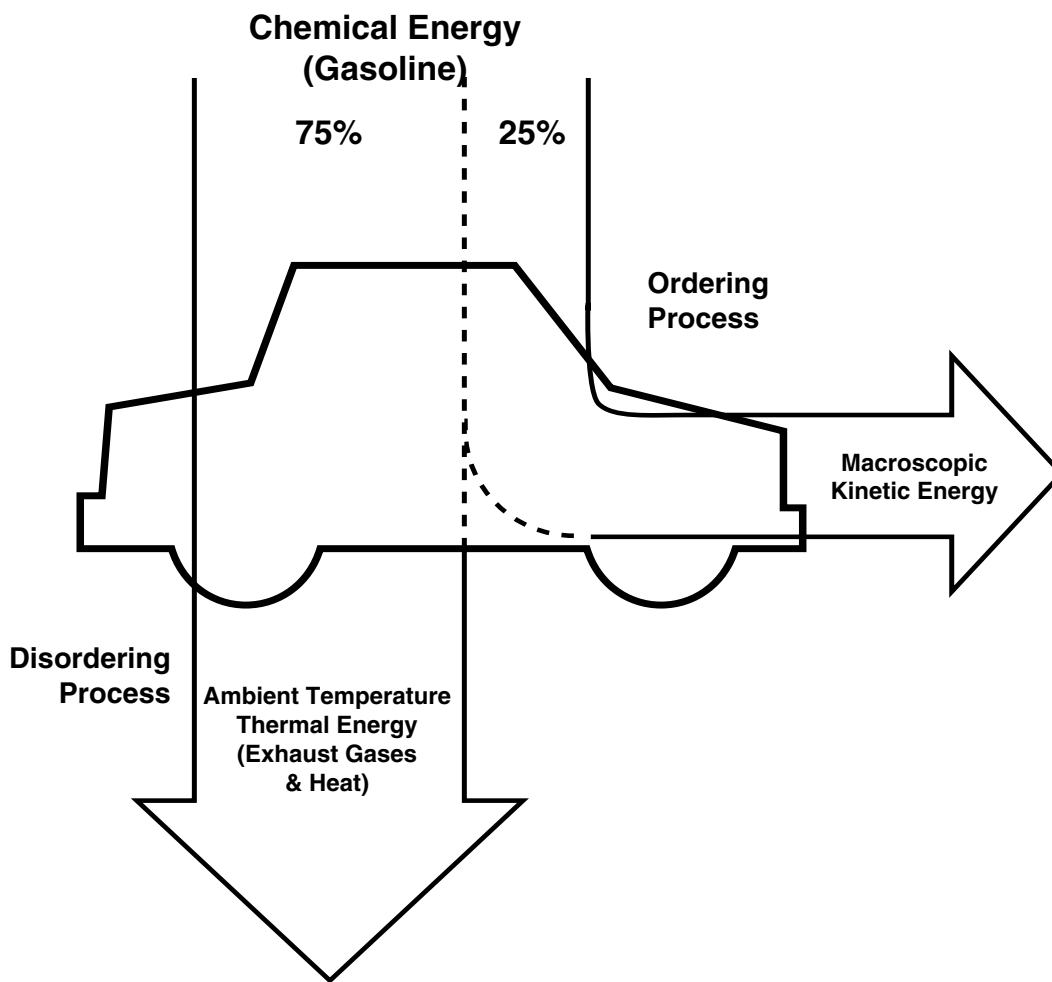 Chemical Energy
(Gasoline)
75%
25%
Ordering
Process
Macroscopic
Kinetic Energy
Disordering
Process
Ambient Temperature
Thermal Energy
(Exhaust Gases
& Heat)